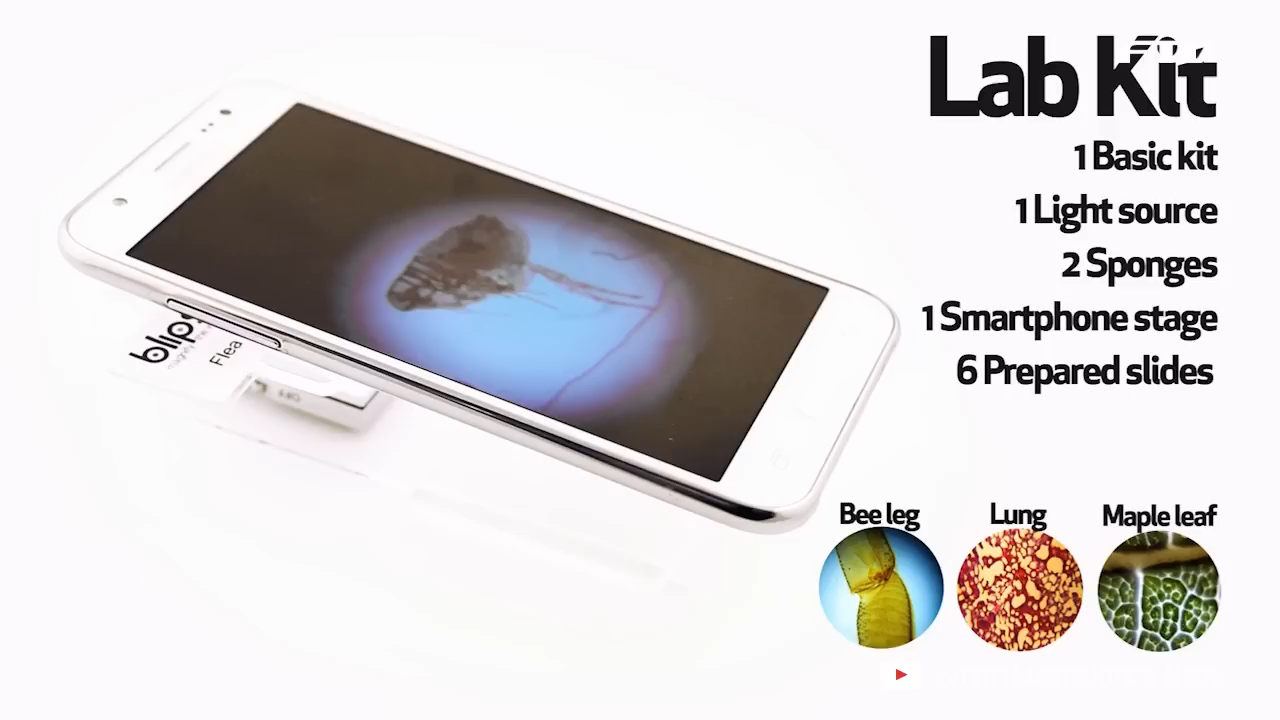 Lab Kit
1 Basic kit
1 Light source
2 Sponges
1 Smartphone stage
6 Prepared slides
Flea
Bee leg
Lung
Maple leaf